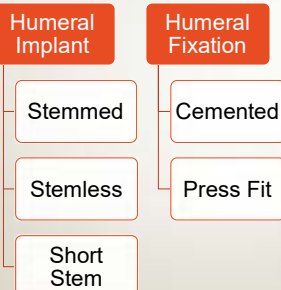 Humeral
Implant
Stemmed
Stemless
Short
Stem
Humeral
Fixation
Cemented
Press Fit